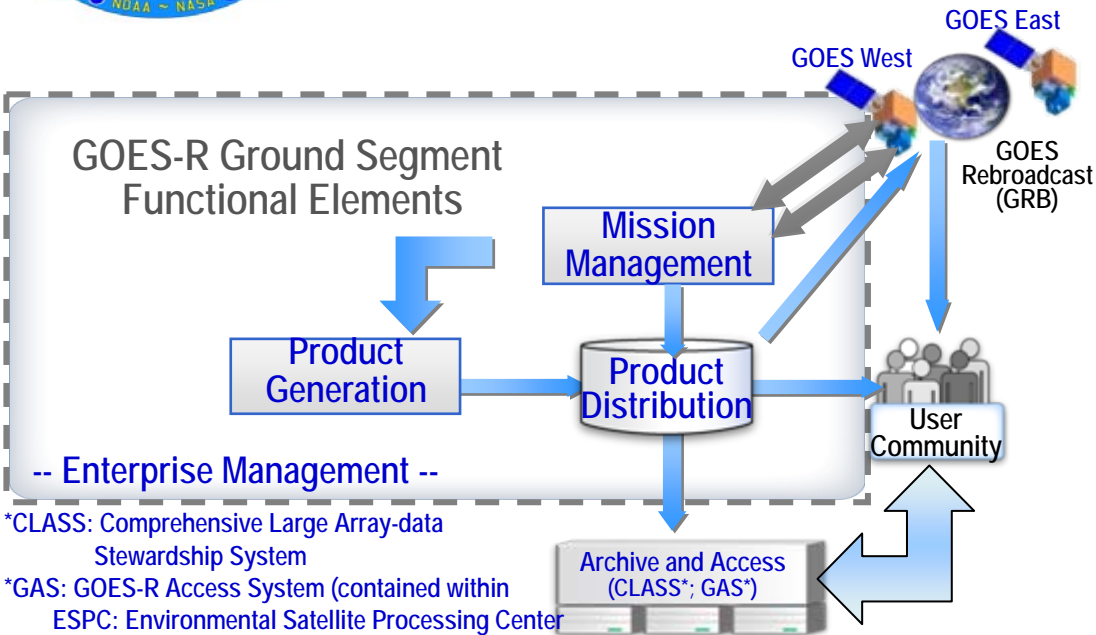 NOAA ~ NASA
GOES East
GOES West
GOES-R Ground Segment
Functional Elements
GOES
Rebroadcast
(GRB)
Mission
Management
Product
Generation
Product
Distribution
User
Community
-- Enterprise Management --
*CLASS: Comprehensive Large Array-data
Stewardship System
*GAS: GOES-R Access System (contained within
ESPC: Environmental Satellite Processing Center
Archive and Access
(CLASS*; GAS*)